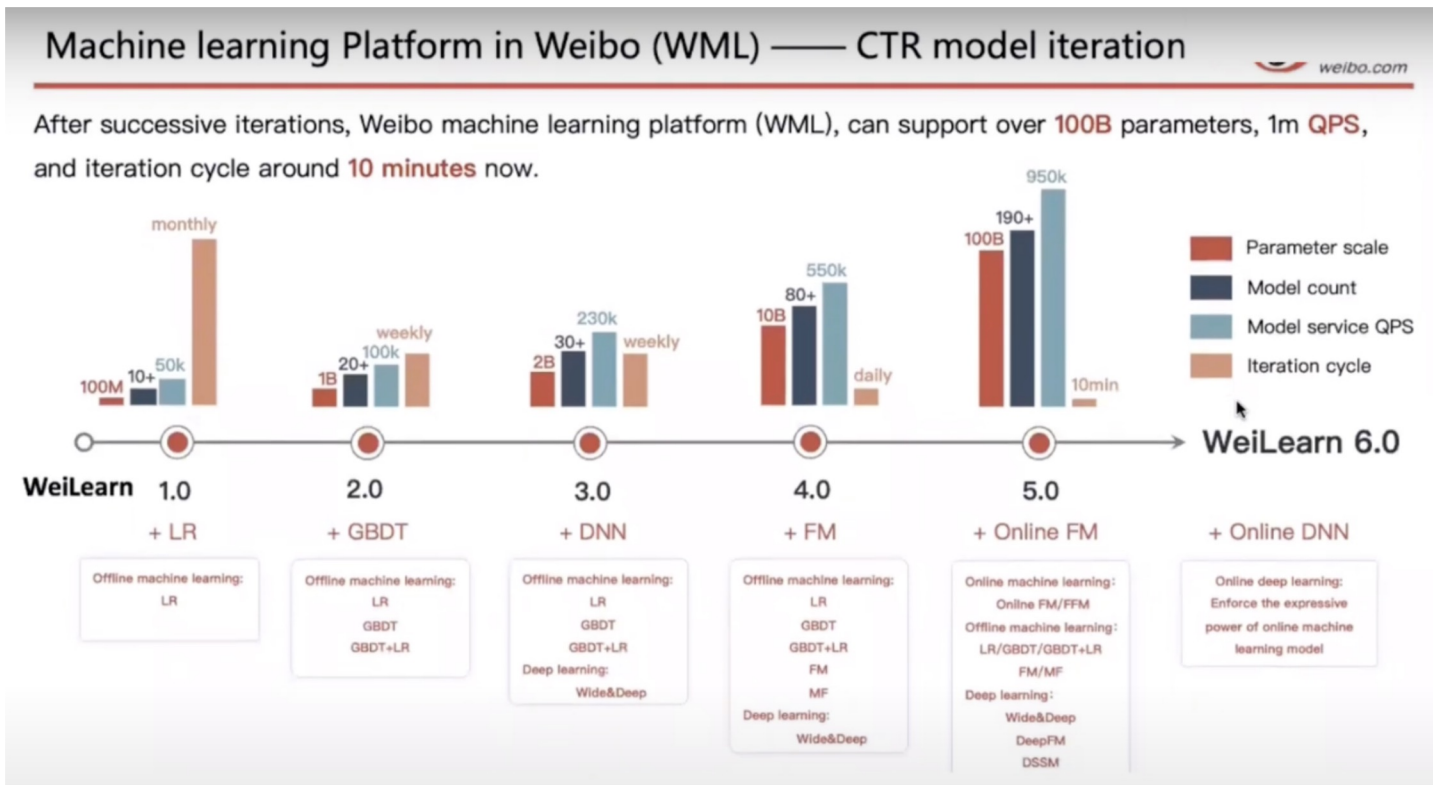 Machine learning Platform in Weibo (WML) —— CTR model iteration
weibo.com
After successive iterations, Weibo machine learning platform (WML), can support over 100B parameters, 1m QPS,
and iteration cycle around 10 minutes now.
100M 10+ 50k monthly
1B 20+ 100k weekly
2B 30+ 230k weekly
10B 80+ 550k daily
100B 190+ 950k 10min
Parameter scale
Model count
Model service QPS
Iteration cycle
WeiLearn 6.0
WeiLearn 1.0 2.0 3.0 4.0 5.0
+ LR
Offline machine learning:
LR
+ GBDT
Offline machine learning:
LR
GBDT
GBDT+LR
+ DNN
Offline machine learning:
LR
GBDT
GBDT+LR
Deep learning:
Wide&Deep
+ FM
Offline machine learning:
LR
GBDT
GBDT+LR
FM
MF
Deep learning:
Wide&Deep
+ Online FM
Online machine learning:
Online FM/FFM
Offline machine learning:
LR/GBDT/GBDT+LR
FM/MF
Deep learning:
Wide&Deep
DeepFM
DSSM
+ Online DNN
Online deep learning:
Enforce the expressive
power of online machine
learning model